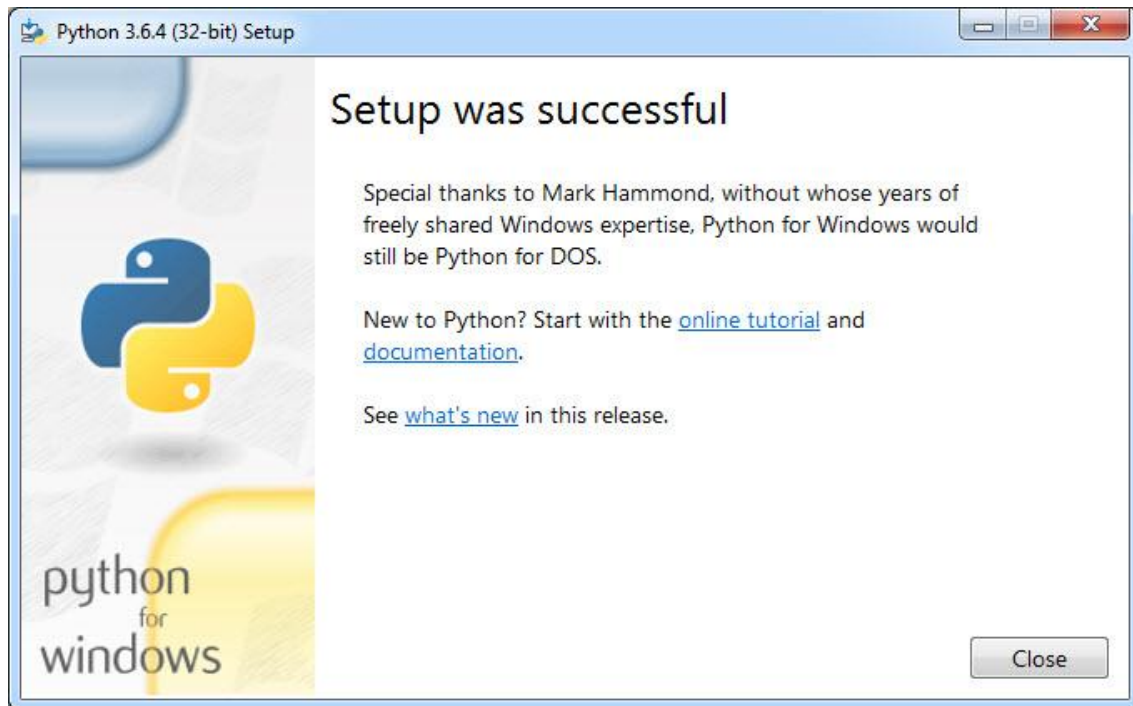 Python 3.6.4 (32-bit) Setup
Setup was successful
Special thanks to Mark Hammond, without whose years of
freely shared Windows expertise, Python for Windows would
still be Python for DOS.
New to Python? Start with the online tutorial and
documentation.
See what's new in this release.
python
for
windows
Close